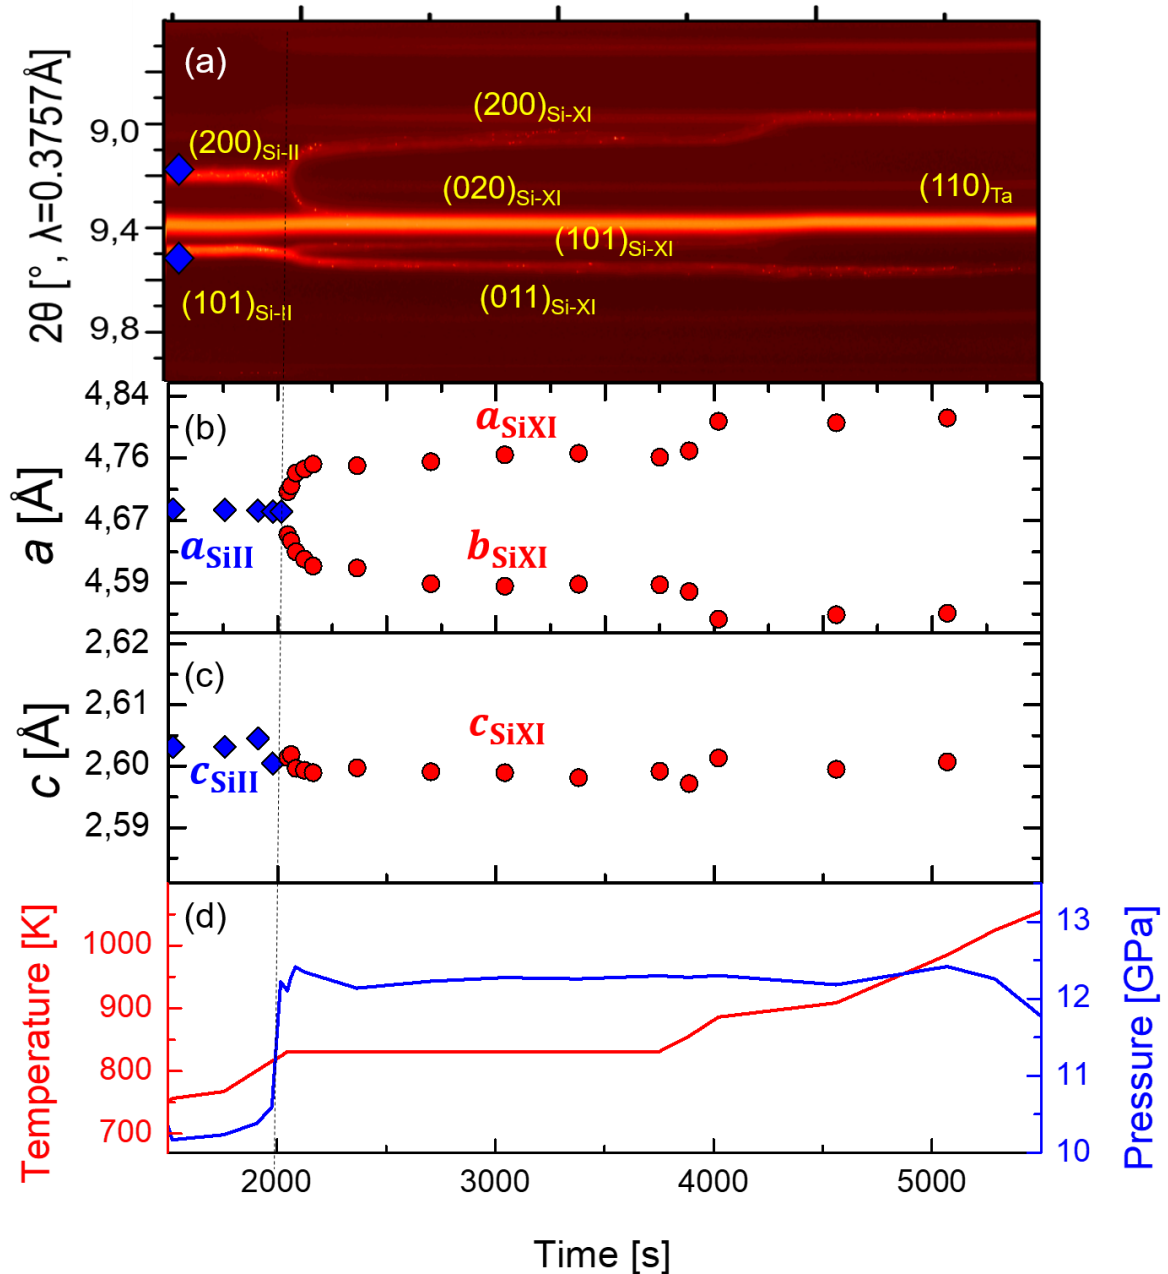 (a)
2θ [°, λ=0.3757Å]
9,0
9,4
9,8
(200)Si-XI
(200)Si-II
(020)Si-XI
(110)Ta
(101)Si-XI
(101)Si-II
(011)Si-XI
(b)
a [Å]
4,84
4,76
4,67
4,59
aSiXI
aSiII
bSiXI
(c)
c [Å]
2,62
2,61
2,60
2,59
cSiXI
cSiII
(d)
Temperature [K]
1000
900
800
700
Pressure [GPa]
13
12
11
10
2000
3000
4000
5000
Time [s]